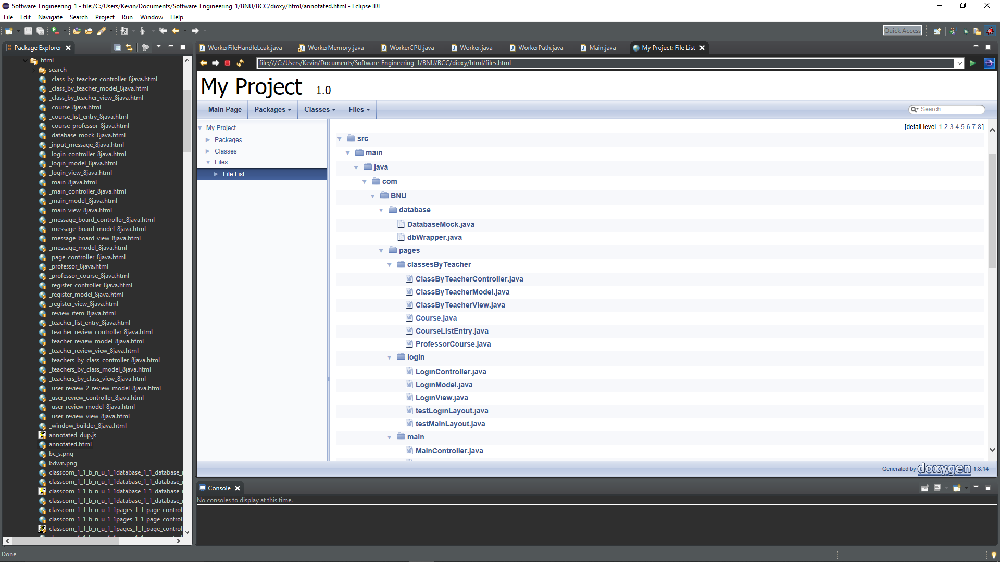 Software_Engineering_1 - file:/C:/Users/Kevin/Documents/Software_Engineering_1/BNU/BCC/dioxy/html/annotated.html - Eclipse IDE
File Edit Navigate Search Project Run Window Help
Quick Access
Package Explorer
html
search
_class_by_teacher_controller_8java.html
_class_by_teacher_model_8java.html
_class_by_teacher_view_8java.html
_course_8java.html
_course_list_entry_8java.html
_course_professor_8java.html
_database_mock_8java.html
_input_message_8java.html
_login_controller_8java.html
_login_model_8java.html
_login_view_8java.html
_main_8java.html
_main_controller_8java.html
_main_model_8java.html
_main_view_8java.html
_message_board_controller_8java.html
_message_board_model_8java.html
_message_board_view_8java.html
_message_model_8java.html
_page_controller_8java.html
_professor_8java.html
_professor_course_8java.html
_register_controller_8java.html
_register_model_8java.html
_register_view_8java.html
_review_item_8java.html
_teacher_list_entry_8java.html
_teacher_review_controller_8java.html
_teacher_review_model_8java.html
_teacher_review_view_8java.html
_teachers_by_class_controller_8java.html
_teachers_by_class_model_8java.html
_teachers_by_class_view_8java.html
_user_review_2_review_model_8java.html
_user_review_controller_8java.html
_user_review_model_8java.html
_user_review_view_8java.html
_window_builder_8java.html
annotated_dup.js
annotated.html
bc_s.png
bdwn.png
classcom_1_1_b_n_u_1_1database_1_1_database_
classcom_1_1_b_n_u_1_1database_1_1_database_
classcom_1_1_b_n_u_1_1database_1_1_database_
classcom_1_1_b_n_u_1_1database_1_1_database_
classcom_1_1_b_n_u_1_1pages_1_1_page_control
classcom_1_1_b_n_u_1_1pages_1_1_page_control
classcom_1_1_b_n_u_1_1pages_1_1_page_control
Done
WorkerFileHandleLeak.java WorkerMemory.java WorkerCPU.java Worker.java WorkerPath.java Main.java My Project: File List
file:///C:/Users/Kevin/Documents/Software_Engineering_1/BNU/BCC/dioxy/html/files.html
My Project 1.0
Main Page Packages Classes Files Search
My Project
Packages
Classes
Files
File List
[detail level 1 2 3 4 5 6 7 8]
src
main
java
com
BNU
database
DatabaseMock.java
dbWrapper.java
pages
classesByTeacher
ClassByTeacherController.java
ClassByTeacherModel.java
ClassByTeacherView.java
Course.java
CourseListEntry.java
ProfessorCourse.java
login
LoginController.java
LoginModel.java
LoginView.java
testLoginLayout.java
testMainLayout.java
main
MainController.java
Generated by doxygen 1.8.14
Console
No consoles to display at this time.